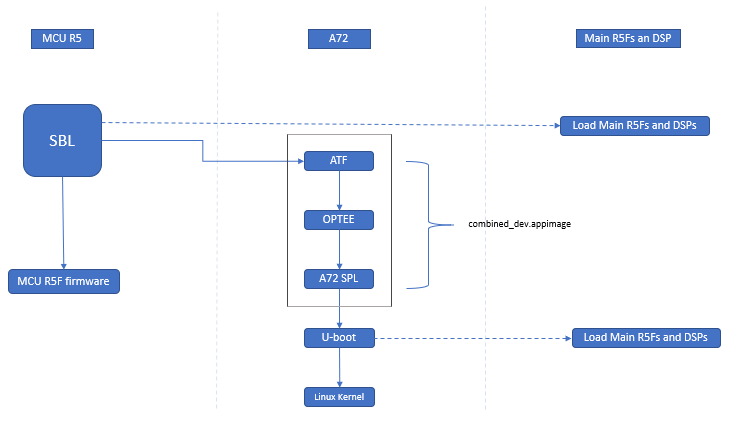 MCU R5
A72
Main R5Fs an DSP
SBL
Load Main R5Fs and DSPs
ATF
OPTEE
combined_dev.appimage
MCU R5F firmware
A72 SPL
U-boot
Load Main R5Fs and DSPs
Linux Kernel